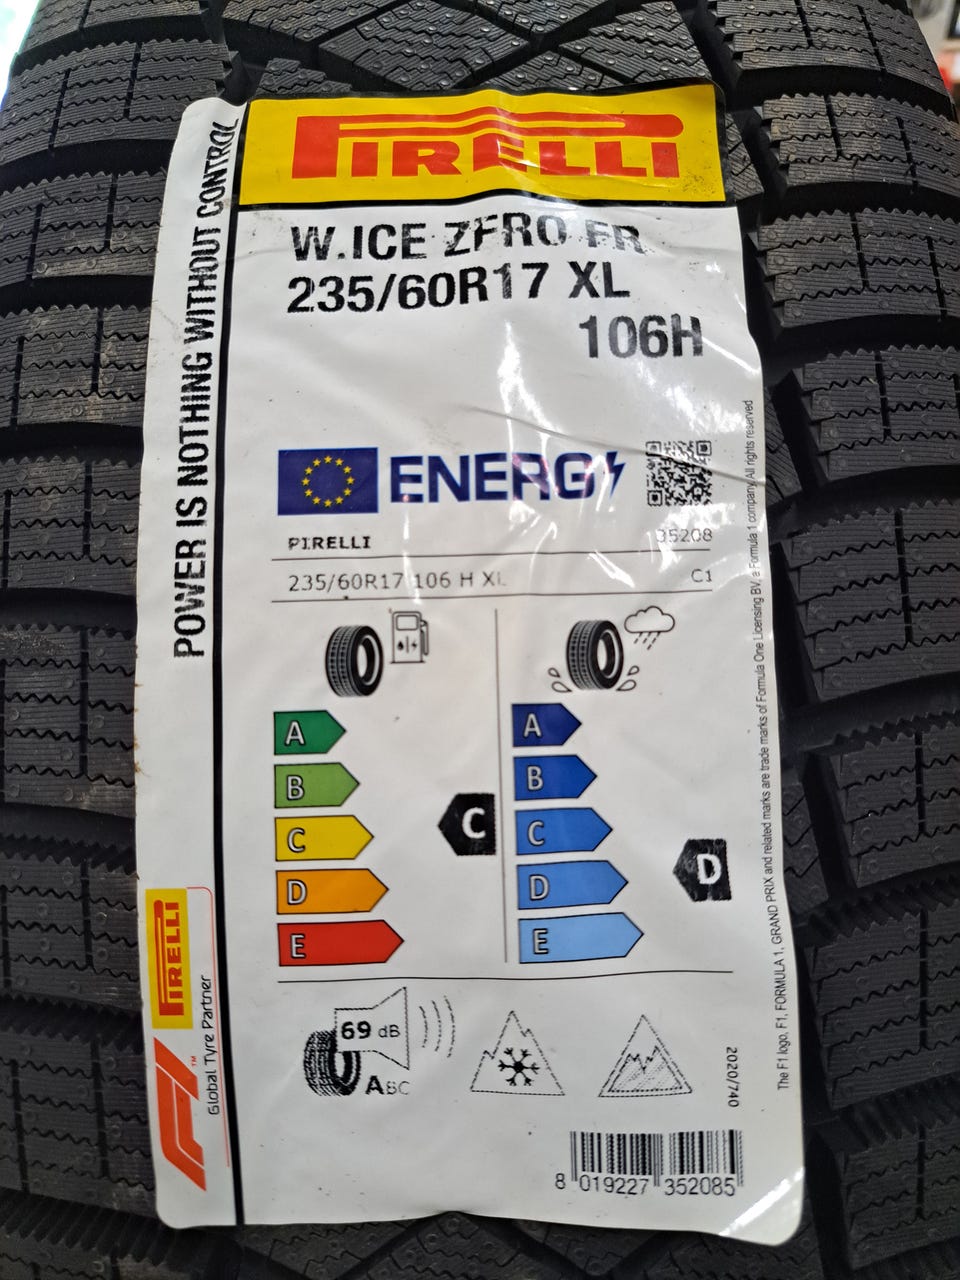 PIRELLI
W.ICE ZERO FR
235/60R17 XL
106H
POWER IS NOTHING WITHOUT CONTROL
ENERG
PIRELLI 35208
235/60R17 106 H XL C1
A
B
C
D
E
C
A
B
C
D
E
D
69 dB
ABC
2020/740
8 019227 352085
PIRELLI
F1™
Global Tyre Partner
The F1 logo, F1, FORMULA 1, GRAND PRIX and related marks are trade marks of Formula One Licensing BV, a Formula 1 company. All rights reserved